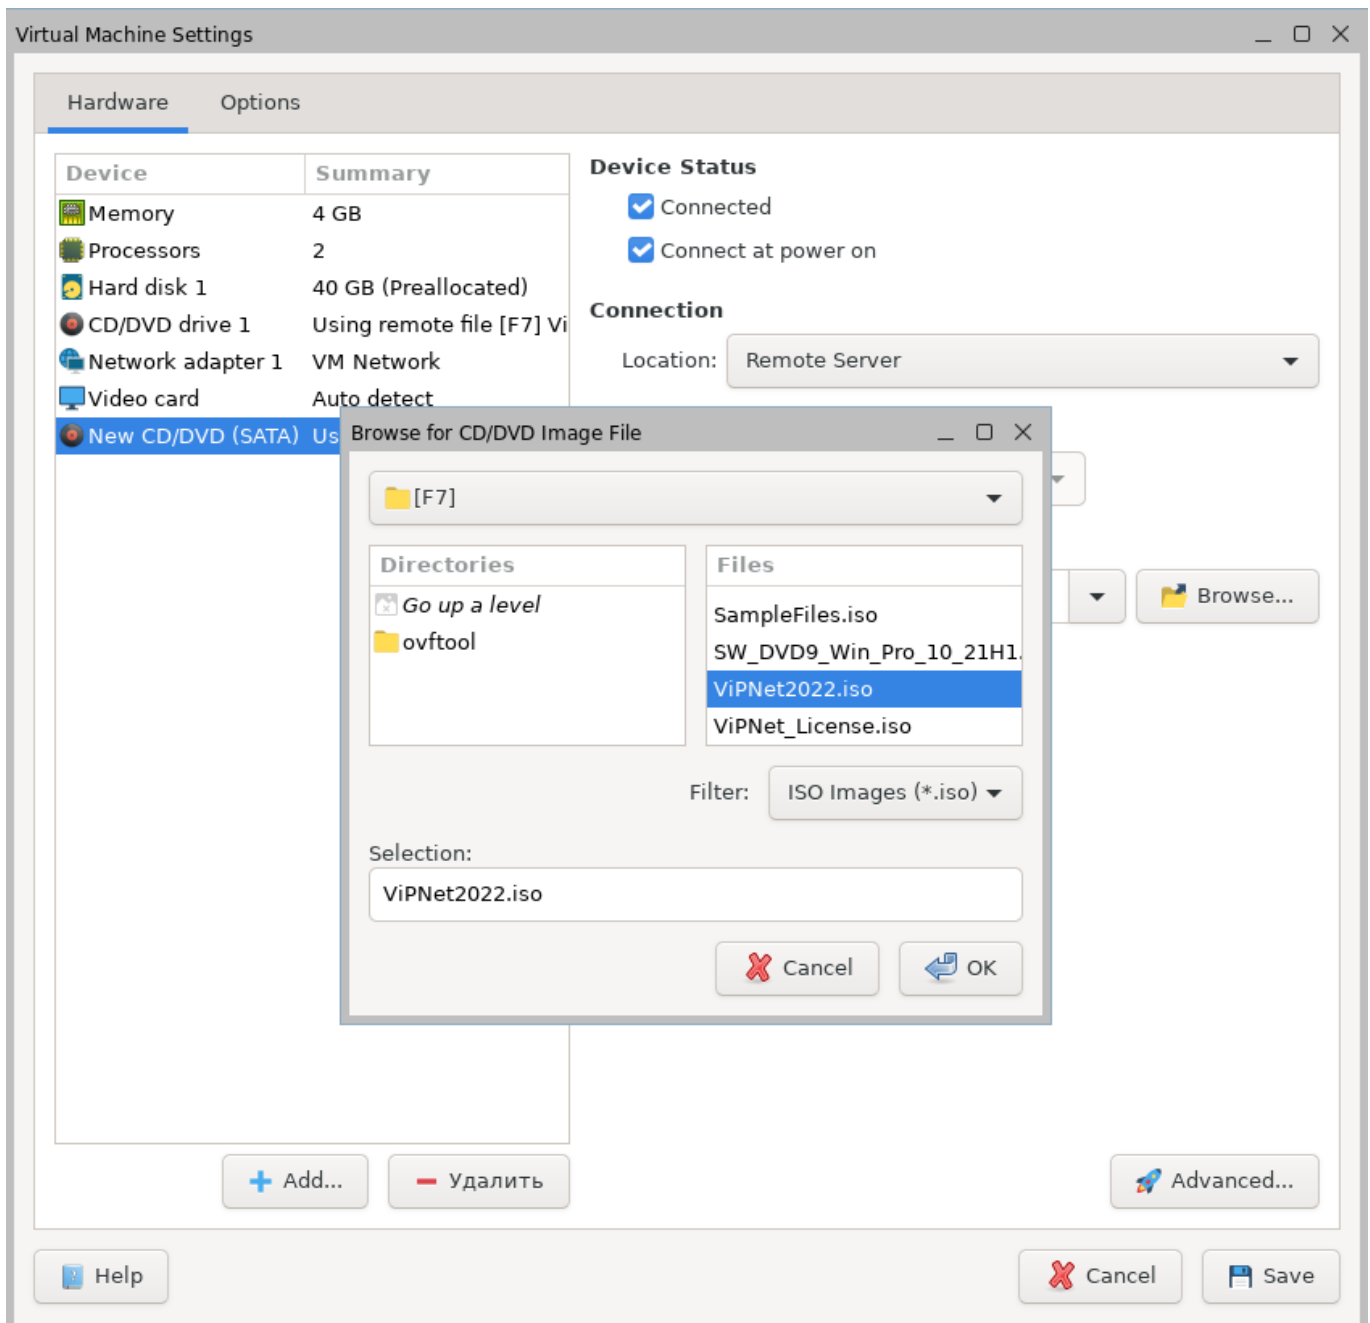 Virtual Machine Settings
Hardware Options
Device Summary
Memory 4 GB
Processors 2
Hard disk 1 40 GB (Preallocated)
CD/DVD drive 1 Using remote file [F7] Vi
Network adapter 1 VM Network
Video card Auto detect
New CD/DVD (SATA) Us
Device Status
Connected
Connect at power on
Connection
Location: Remote Server
Browse...
Browse for CD/DVD Image File
[F7]
Directories
Go up a level
ovftool
Files
SampleFiles.iso
SW_DVD9_Win_Pro_10_21H1.
ViPNet2022.iso
ViPNet_License.iso
Filter: ISO Images (*.iso)
Selection:
ViPNet2022.iso
Cancel OK
Add... Удалить Advanced...
Help Cancel Save